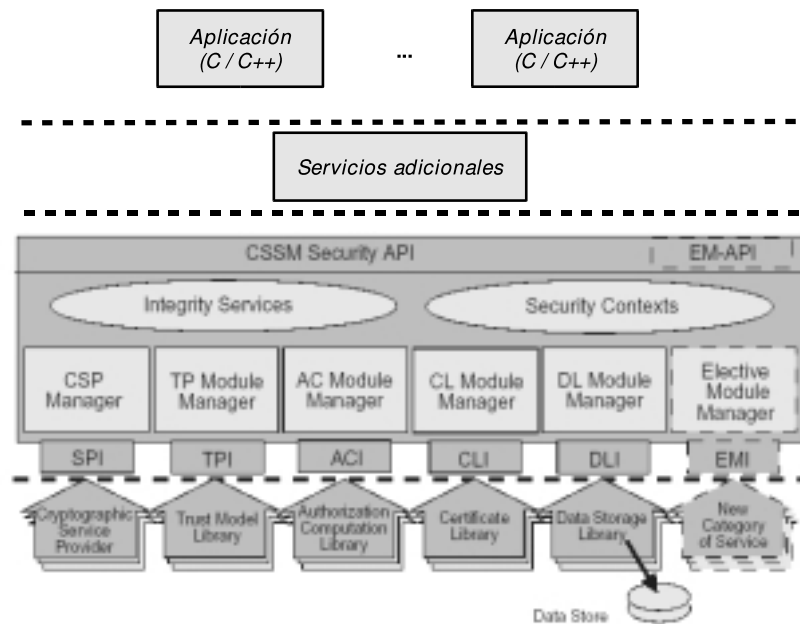 Aplicación
(C / C++)
...
Aplicación
(C / C++)
Servicios adicionales
CSSM Security API
EM-API
Integrity Services
Security Contexts
CSP
Manager
TP Module
Manager
AC Module
Manager
CL Module
Manager
DL Module
Manager
Elective
Module
Manager
SPI
TPI
ACI
CLI
DLI
EMI
Cryptographic
Service
Provider
Trust Model
Library
Authorization
Computation
Library
Certificate
Library
Data Storage
Library
New
Category
of Service
Data Store